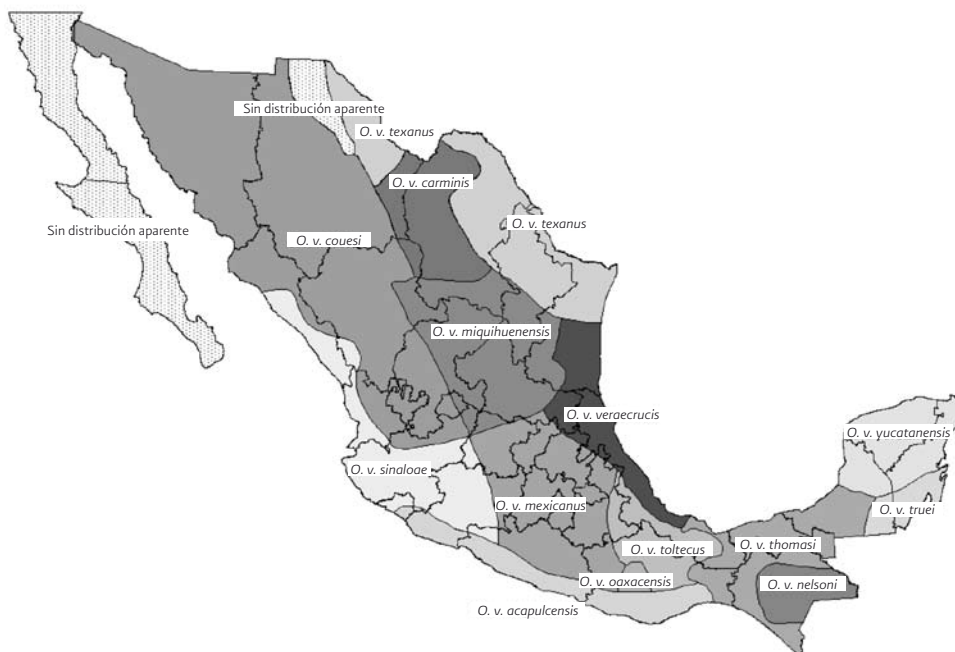 Sin distribución aparente
O. v. texanus
O. v. carminis
O. v. texanus
Sin distribución aparente
O. v. couesi
O. v. miquihuenensis
O. v. veraecrucis
O. v. yucatanensis
O. v. sinaloae
O. v. mexicanus
O. v. truei
O. v. toltecus
O. v. thomasi
O. v. oaxacensis
O. v. nelsoni
O. v. acapulcensis